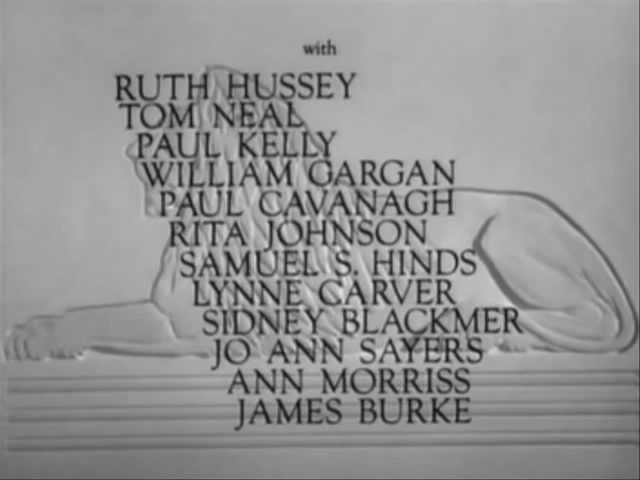 with
RUTH HUSSEY
TOM NEAL
PAUL KELLY
WILLIAM GARGAN
PAUL CAVANAGH
RITA JOHNSON
SAMUEL S. HINDS
LYNNE CARVER
SIDNEY BLACKMER
JO ANN SAYERS
ANN MORRISS
JAMES BURKE